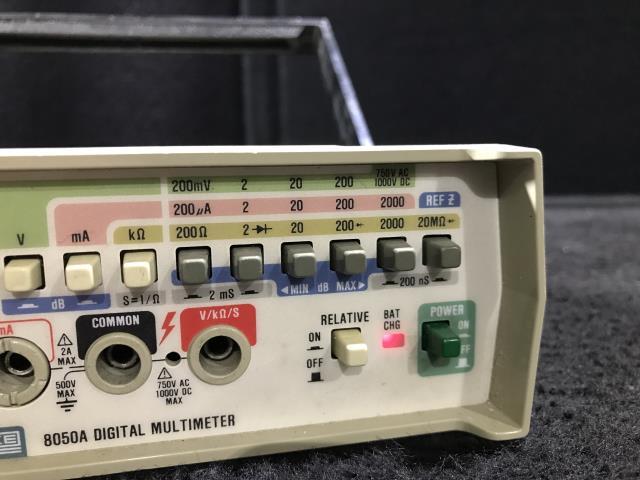 200mV 2 20 200 750V AC
1000V DC
200µA 2 20 200 2000 REF Z
V mA kΩ 200Ω 2 20 200 2000 20MΩ
dB S=1/Ω 2 mS ◄MIN dB MAX► 200 nS
mA
2A
MAX
COMMON
V/kΩ/S
RELATIVE
ON
OFF
BAT
CHG
POWER
ON
OFF
500V
MAX
750V AC
1000V DC
MAX
8050A DIGITAL MULTIMETER